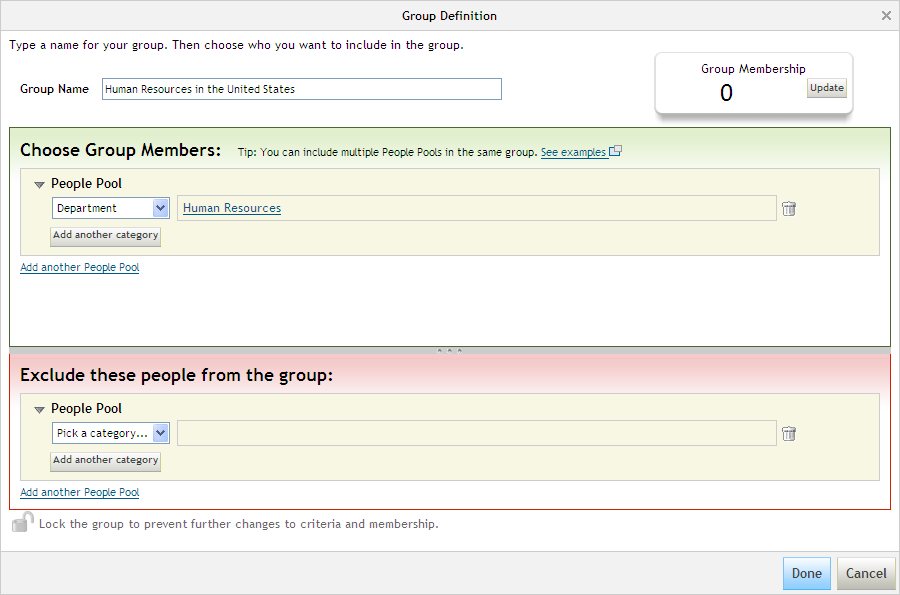 Group Definition
Type a name for your group. Then choose who you want to include in the group.
Group Membership
Group Name Human Resources in the United States
0 Update
Choose Group Members: Tip: You can include multiple People Pools in the same group. See examples
People Pool
Department Human Resources
Add another category
Add another People Pool
Exclude these people from the group:
People Pool
Pick a category...
Add another category
Add another People Pool
Lock the group to prevent further changes to criteria and membership.
Done Cancel